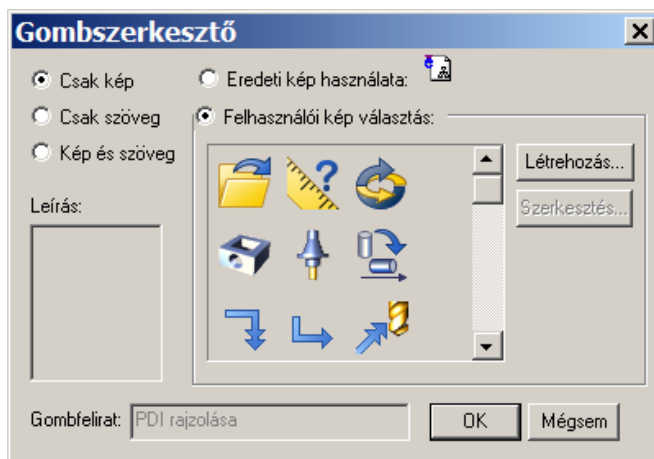 Gombszerkesztő
Csak kép
Eredeti kép használata:
Csak szöveg
Felhasználói kép választás:
Kép és szöveg
Létrehozás...
Leírás:
Szerkesztés...
Gombfelirat: PDI rajzolása
OK
Mégsem